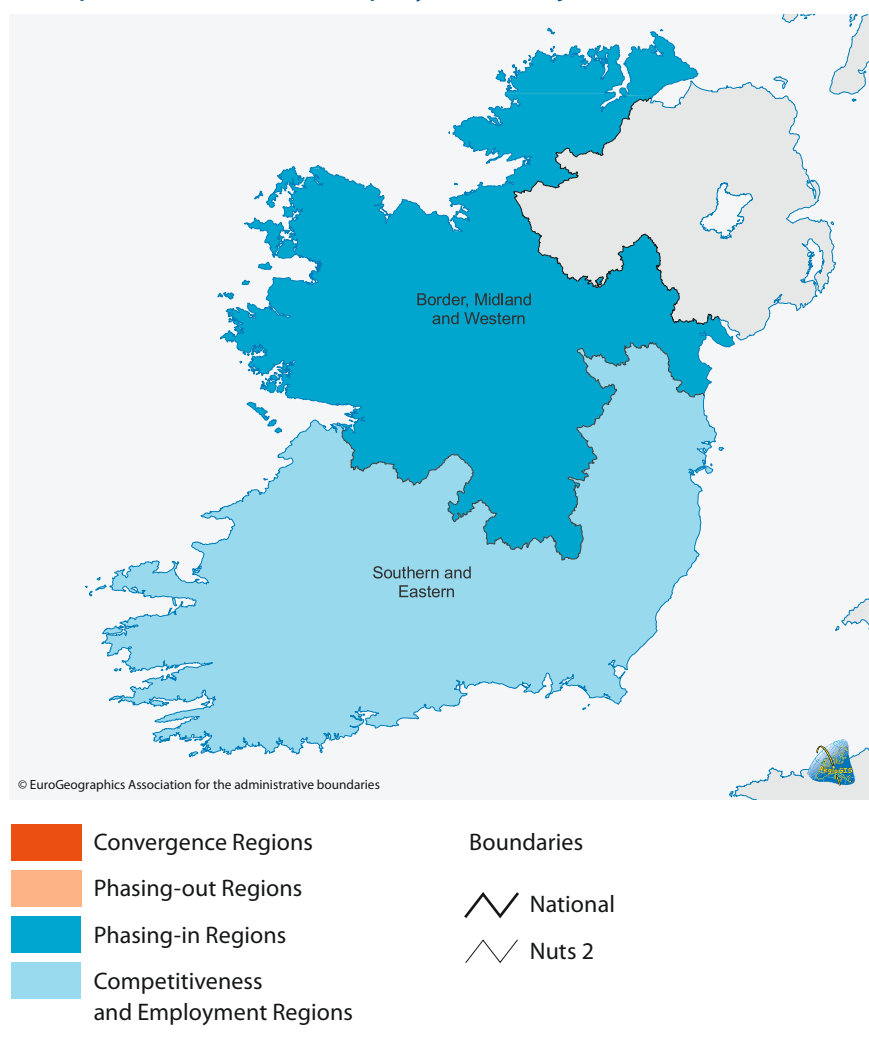 Border, Midland
and Western
Southern and
Eastern
© EuroGeographics Association for the administrative boundaries
Convergence Regions
Phasing-out Regions
Phasing-in Regions
Competitiveness
and Employment Regions
Boundaries
National
Nuts 2